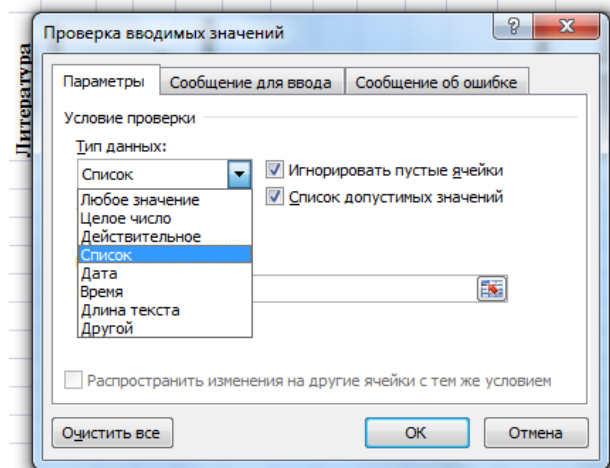 Проверка вводимых значений
Литература
Параметры Сообщение для ввода Сообщение об ошибке
Условие проверки
Тип данных:
Список Игнорировать пустые ячейки
Любое значение Список допустимых значений
Целое число
Действительное
Список
Дата
Время
Длина текста
Другой
Распространить изменения на другие ячейки с тем же условием
Очистить все ОК Отмена